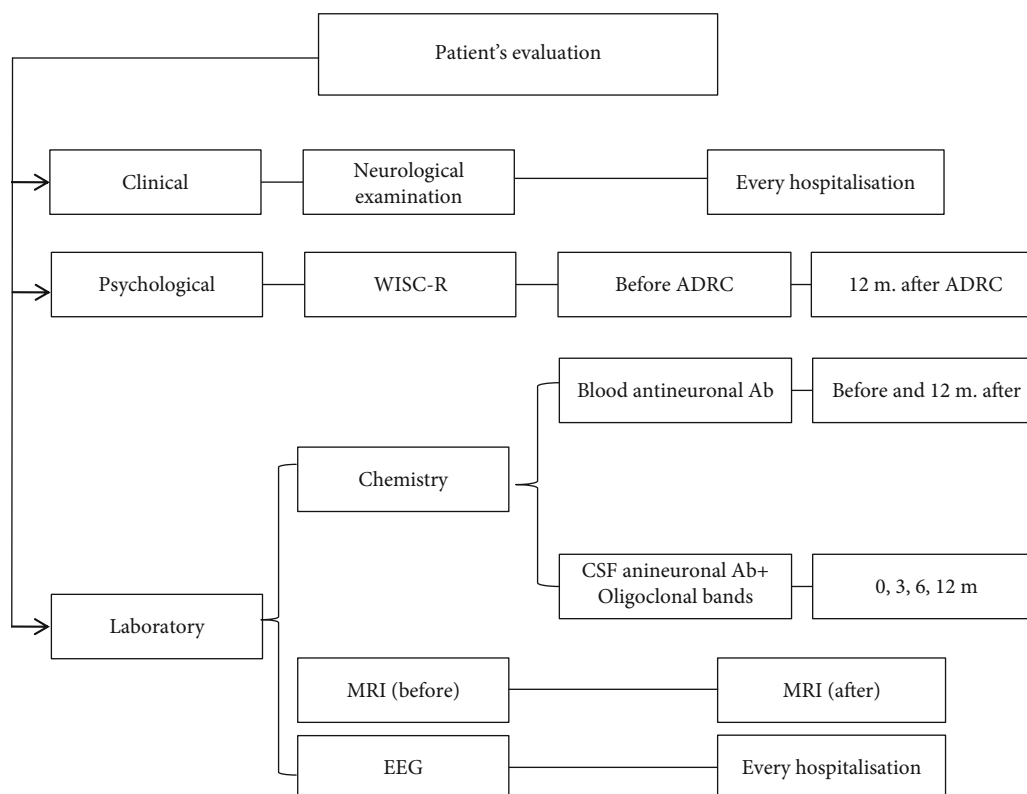 Patient's evaluation
Clinical
Neurological
examination
Every hospitalisation
Psychological
WISC-R
Before ADRC
12 m. after ADRC
Blood antineuronal Ab
Before and 12 m. after
Chemistry
CSF anineuronal Ab+
Oligoclonal bands
0, 3, 6, 12 m
Laboratory
MRI (before)
MRI (after)
EEG
Every hospitalisation